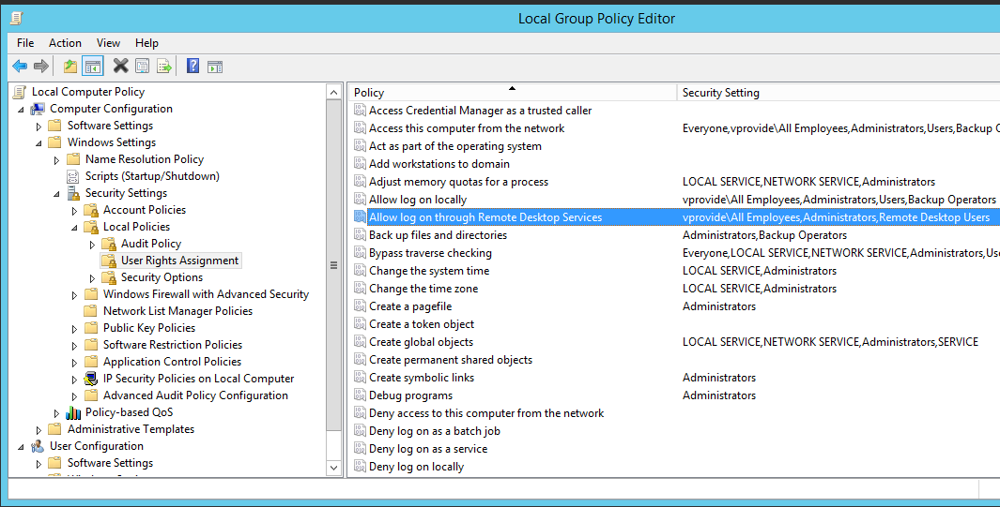 Local Group Policy Editor
File Action View Help
Local Computer Policy
Computer Configuration
Software Settings
Windows Settings
Name Resolution Policy
Scripts (Startup/Shutdown)
Security Settings
Account Policies
Local Policies
Audit Policy
User Rights Assignment
Security Options
Windows Firewall with Advanced Security
Network List Manager Policies
Public Key Policies
Software Restriction Policies
Application Control Policies
IP Security Policies on Local Computer
Advanced Audit Policy Configuration
Policy-based QoS
Administrative Templates
User Configuration
Software Settings
Policy Security Setting
Access Credential Manager as a trusted caller
Access this computer from the network Everyone,vprovide\All Employees,Administrators,Users,Backup
Act as part of the operating system
Add workstations to domain
Adjust memory quotas for a process LOCAL SERVICE,NETWORK SERVICE,Administrators
Allow log on locally vprovide\All Employees,Administrators,Users,Backup Operators
Allow log on through Remote Desktop Services vprovide\All Employees,Administrators,Remote Desktop Users
Back up files and directories Administrators,Backup Operators
Bypass traverse checking Everyone,LOCAL SERVICE,NETWORK SERVICE,Administrators,Use
Change the system time LOCAL SERVICE,Administrators
Change the time zone LOCAL SERVICE,Administrators
Create a pagefile Administrators
Create a token object
Create global objects LOCAL SERVICE,NETWORK SERVICE,Administrators,SERVICE
Create permanent shared objects
Create symbolic links Administrators
Debug programs Administrators
Deny access to this computer from the network
Deny log on as a batch job
Deny log on as a service
Deny log on locally